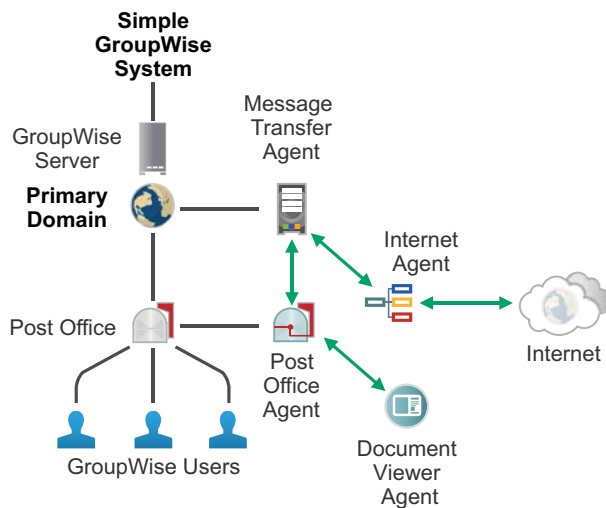 Simple
GroupWise
System
Message
Transfer
Agent
GroupWise
Server
Primary
Domain
Internet
Agent
Post Office
Internet
Post
Office
Agent
GroupWise Users
Document
Viewer
Agent